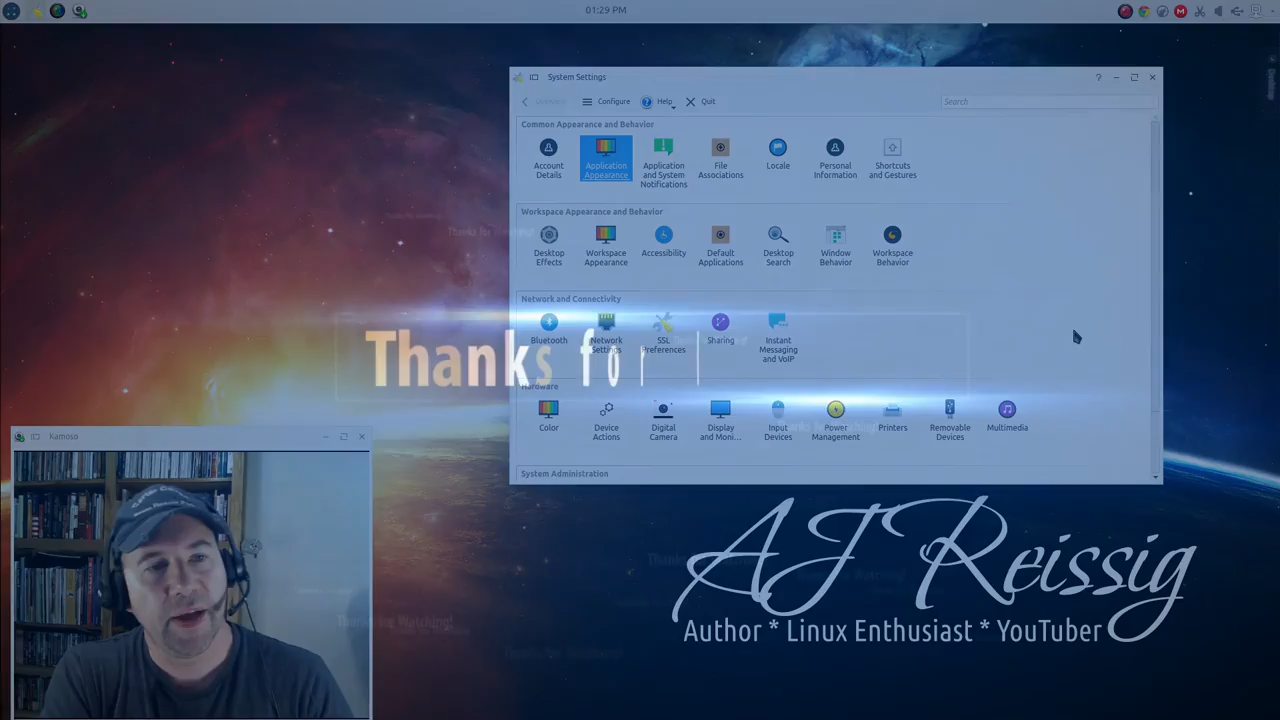 01:29 PM
System Settings
Configure
Help
Quit
Search
Common Appearance and Behavior
Account Details
Application Appearance
Application and System Notifications
File Associations
Locale
Personal Information
Shortcuts and Gestures
Workspace Appearance and Behavior
Desktop Effects
Workspace Appearance
Accessibility
Default Applications
Desktop Search
Window Behavior
Workspace Behavior
Network and Connectivity
Bluetooth
Network Settings
SSL Preferences
Sharing
Instant Messaging and VoIP
Thanks for
Hardware
Color
Device Actions
Digital Camera
Display and Moni...
Input Devices
Power Management
Printers
Removable Devices
Multimedia
System Administration
Kamoso
AJ Reissig
Author * Linux Enthusiast * YouTuber
Thanks for Watching!